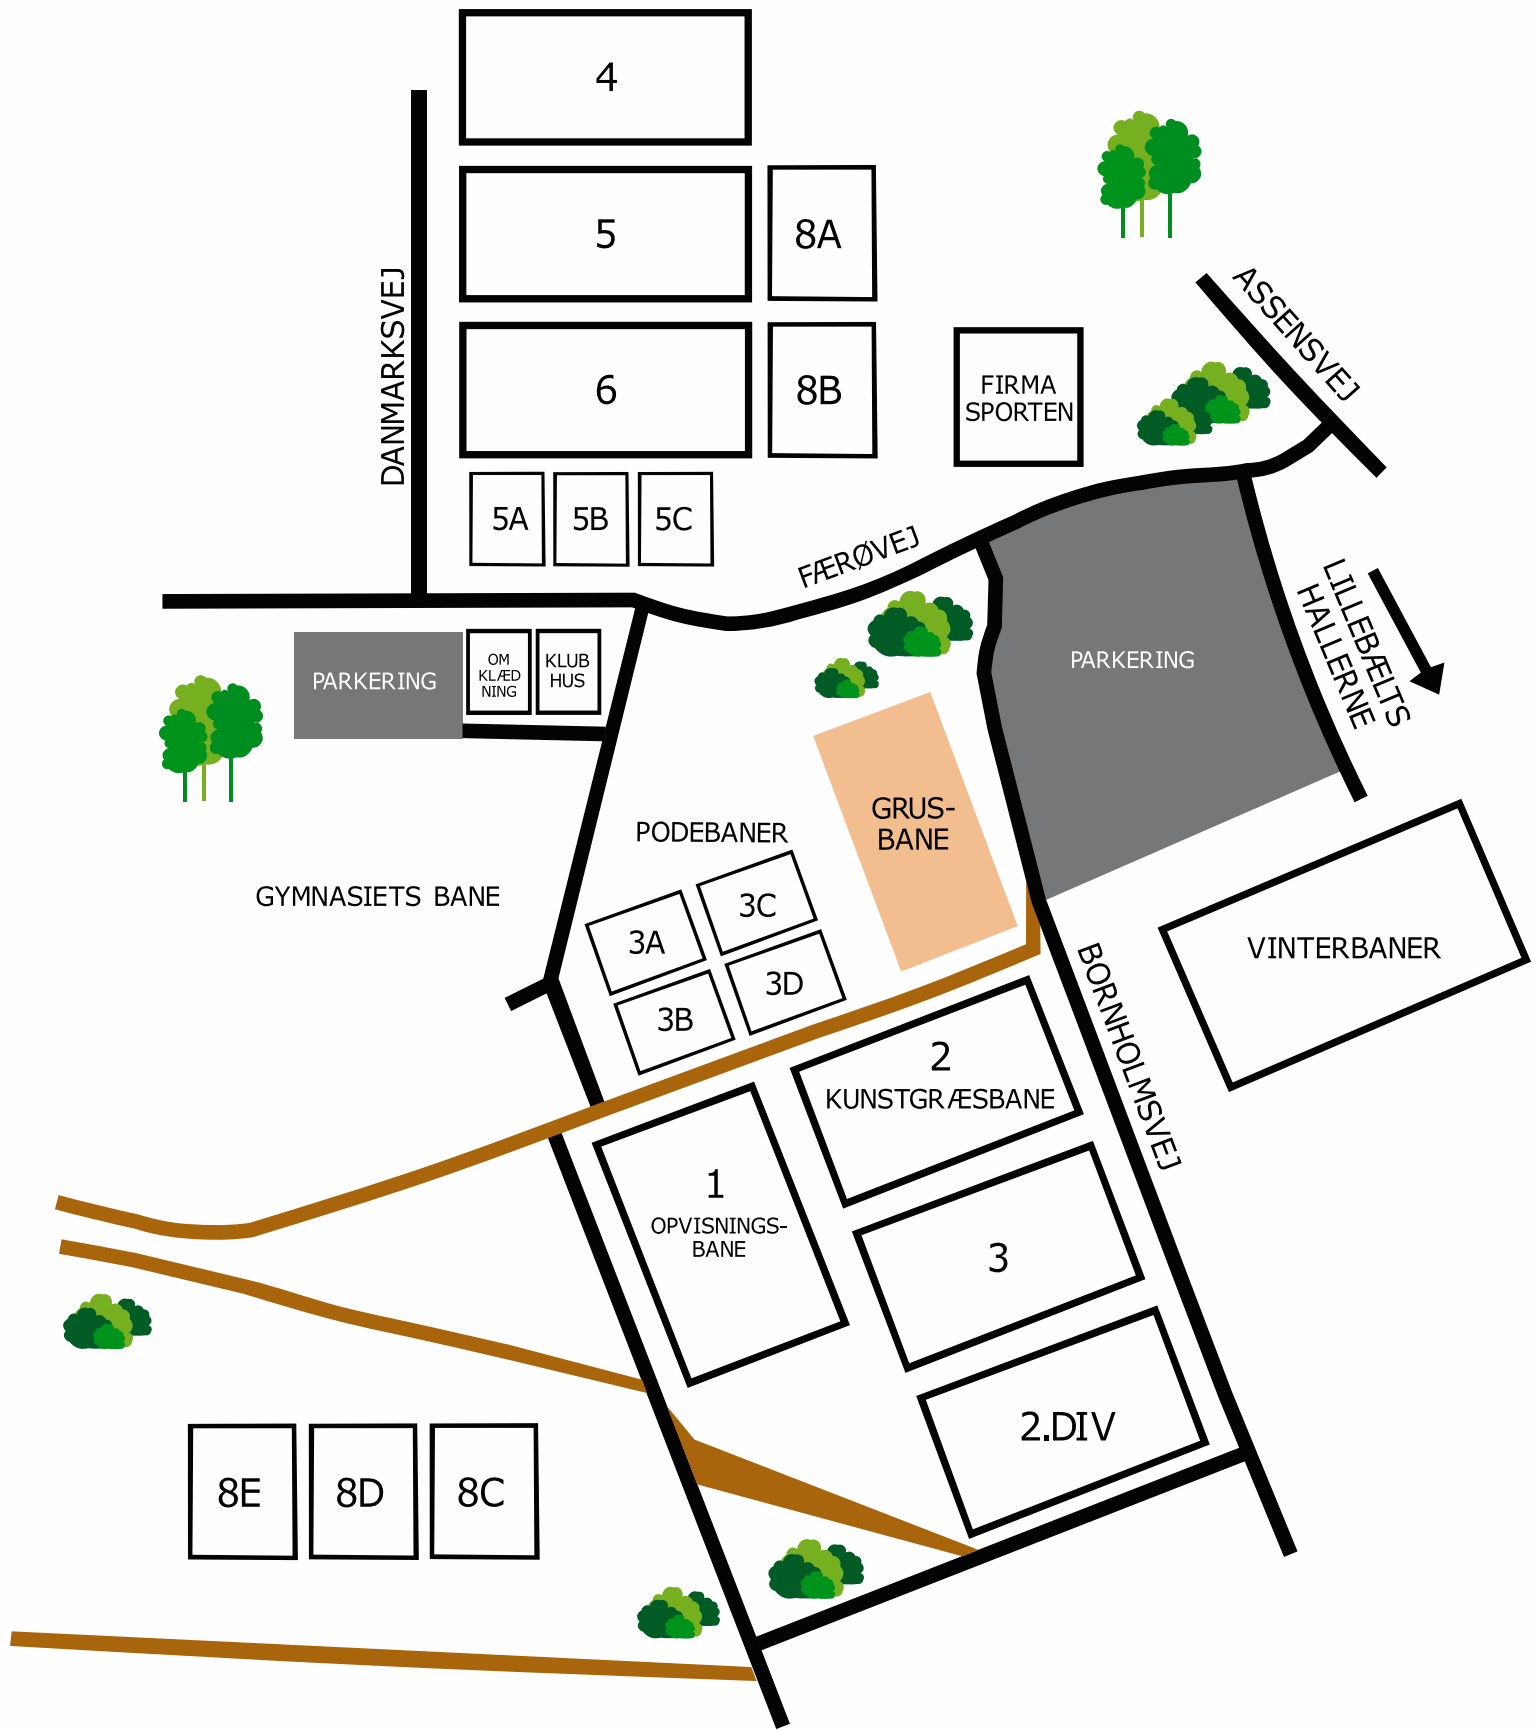 4
5
8A
DANMARKSVEJ
ASSENSVEJ
6
8B
FIRMA
SPORTEN
5A
5B
5C
FÆRØVEJ
LILLEBÆLTS
HALLERNE
PARKERING
OM
KLÆD
NING
KLUB
HUS
PARKERING
GRUS-
BANE
PODEBANER
GYMNASIETS BANE
3A
3C
3B
3D
VINTERBANER
BORNHOLMSVEJ
2
KUNSTGRÆSBANE
1
OPVISNINGS-
BANE
3
2.DIV
8E
8D
8C